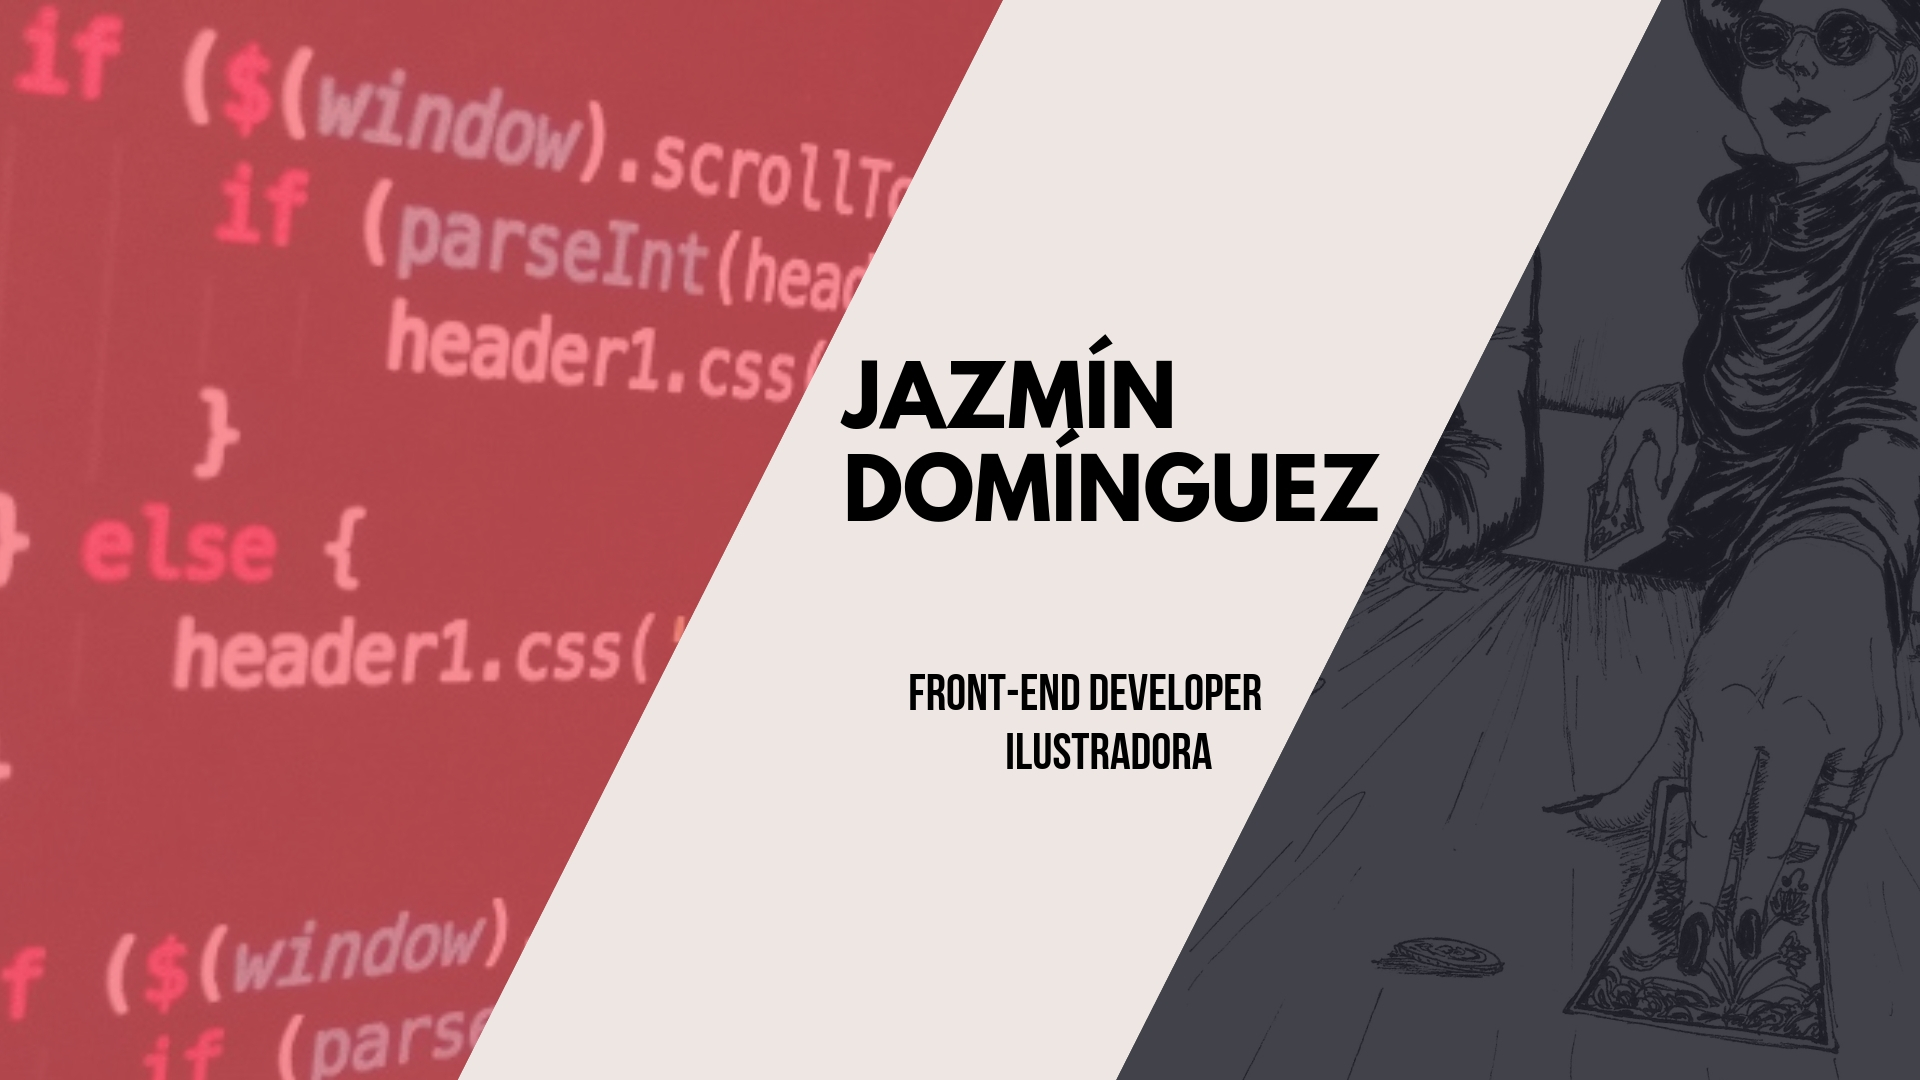 if ($(window).scrollTo
if (parseInt(head
header1.css(
}
} else {
header1.css('
if ($(window).
if (parse
JAZMÍN
DOMÍNGUEZ
FRONT-END DEVELOPER
ILUSTRADORA